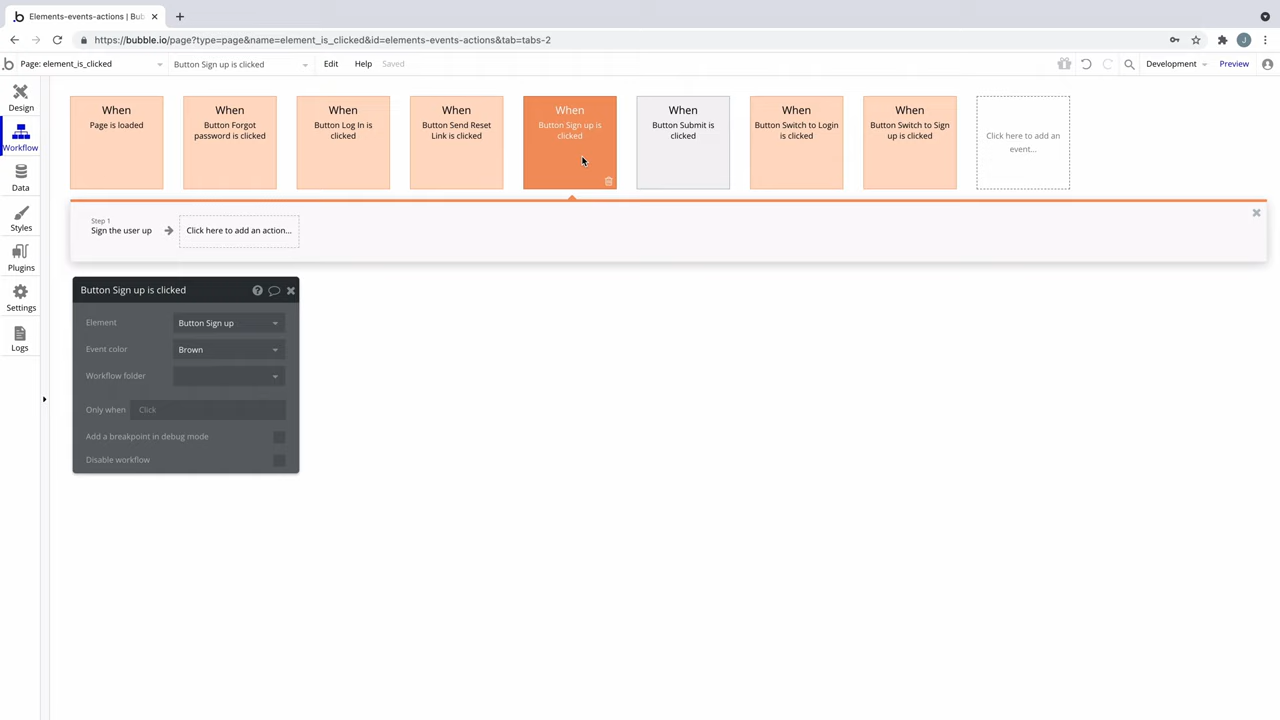 Elements-events-actions | Bub
https://bubble.io/page?type=page&name=element_is_clicked&id=elements-events-actions&tab=tabs-2
J
Page: element_is_clicked
Button Sign up is clicked
Edit
Help
Saved
Development
Preview
Design
Workflow
Data
Styles
Plugins
Settings
Logs
When
Page is loaded
When
Button Forgot
password is clicked
When
Button Log In is
clicked
When
Button Send Reset
Link is clicked
When
Button Sign up is
clicked
When
Button Submit is
clicked
When
Button Switch to Login
is clicked
When
Button Switch to Sign
up is clicked
Click here to add an
event...
Step 1
Sign the user up
Click here to add an action...
Button Sign up is clicked
Element
Button Sign up
Event color
Brown
Workflow folder
Only when
Click
Add a breakpoint in debug mode
Disable workflow